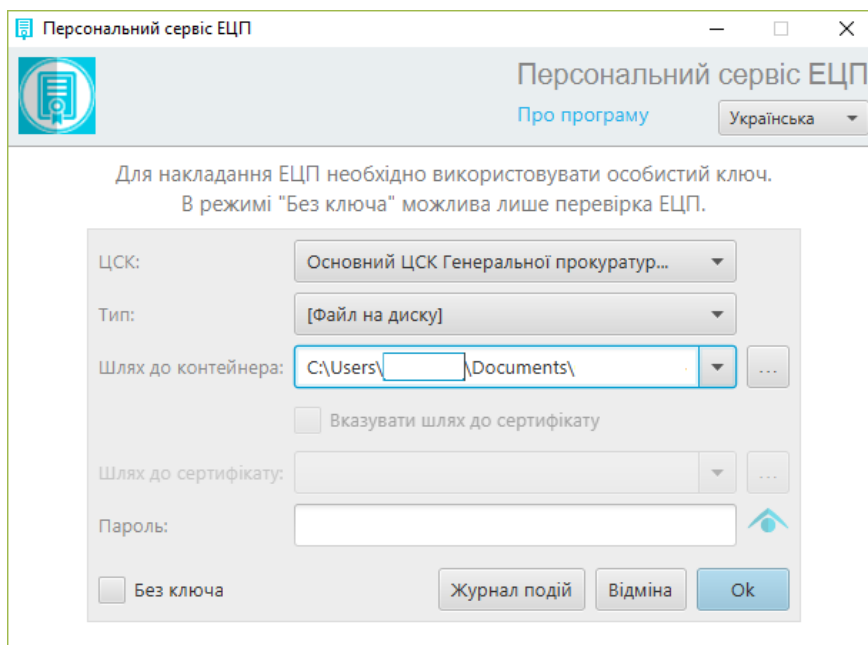 Персональний сервіс ЕЦП
Персональний сервіс ЕЦП
Про програму
Українська
Для накладання ЕЦП необхідно використовувати особистий ключ.
В режимі "Без ключа" можлива лише перевірка ЕЦП.
ЦСК: Основний ЦСК Генеральної прокуратур...
Тип: [Файл на диску]
Шлях до контейнера: C:\Users\ \Documents\ ...
Вказувати шлях до сертифікату
Шлях до сертифікату: ...
Пароль:
Без ключа Журнал подій Відміна Ok